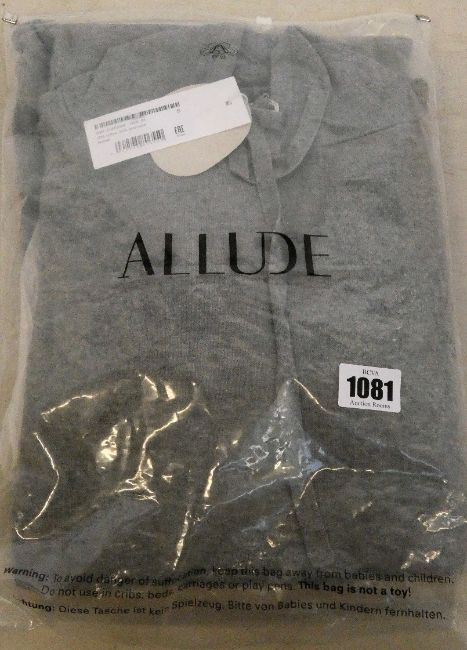 ALLUDE
BCVA
1081
Auction Rooms
Warning: To avoid danger of suffocation, keep this bag away from babies and children.
Do not use in cribs, beds, carriages or play pens. This bag is not a toy!
Achtung: Diese Tasche ist kein Spielzeug. Bitte von Babies und Kindern fernhalten.